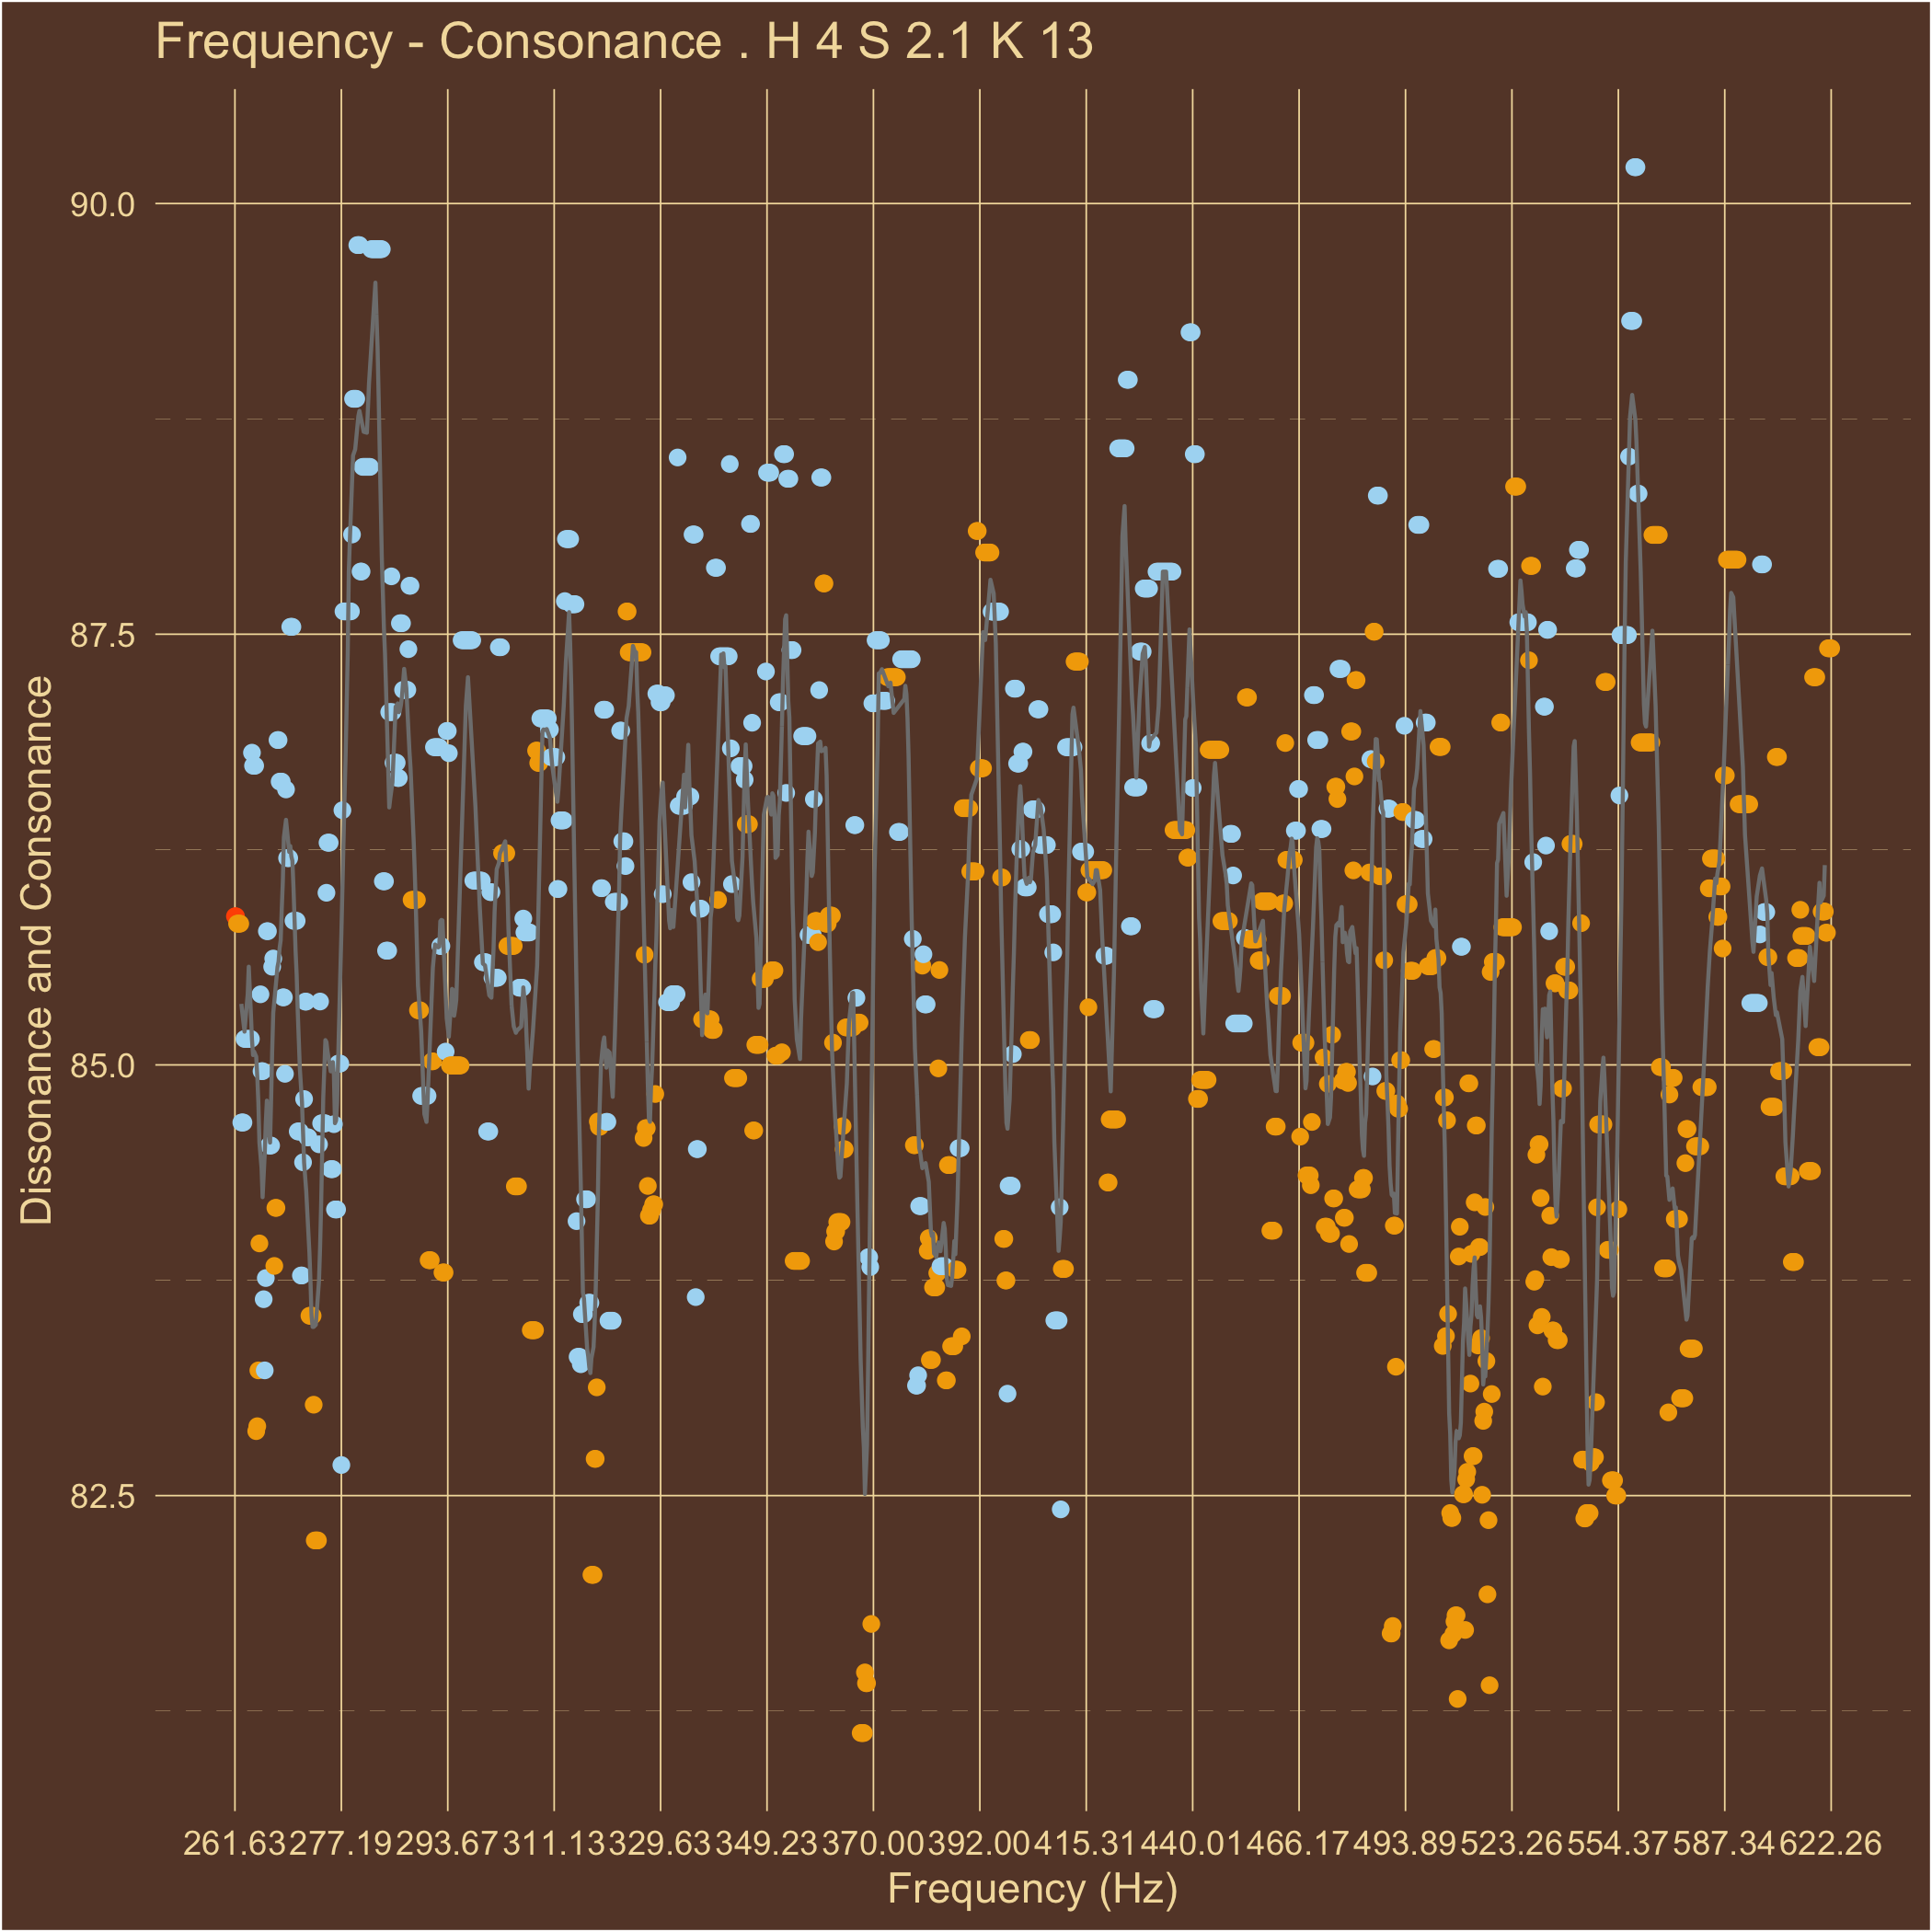 Frequency - Consonance . H 4 S 2.1 K 13
90.0
87.5
85.0
82.5
Dissonance and Consonance
261.63 277.19 293.67 311.13 329.63 349.23 370.00 392.00 415.31 440.01 466.17 493.89 523.26 554.37 587.34 622.26
Frequency (Hz)